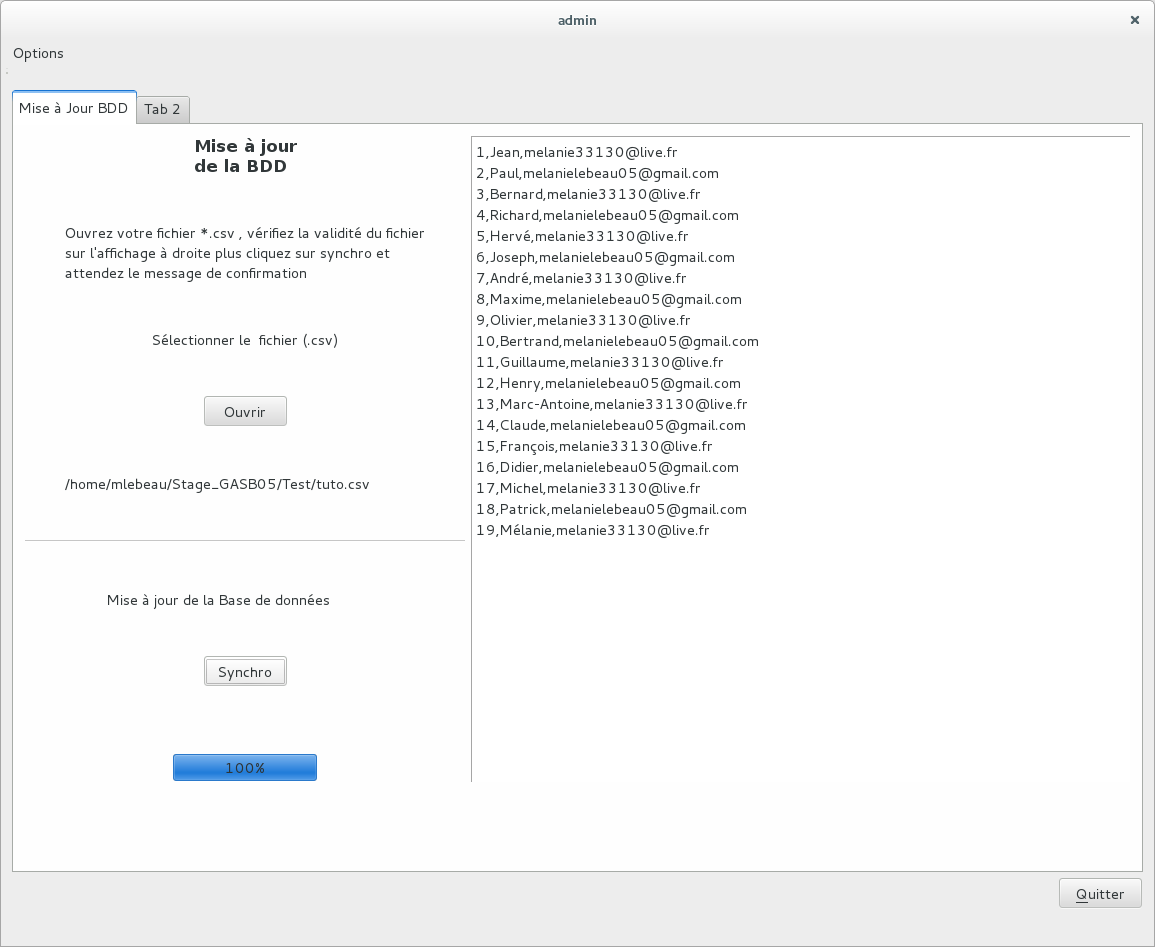 admin
Options
Mise à Jour BDD
Tab 2
Mise à jour
de la BDD
Ouvrez votre fichier *.csv , vérifiez la validité du fichier
sur l'affichage à droite plus cliquez sur synchro et
attendez le message de confirmation
Sélectionner le  fichier (.csv)
Ouvrir
/home/mlebeau/Stage_GASB05/Test/tuto.csv
Mise à jour de la Base de données
Synchro
100%
1,Jean,melanie33130@live.fr
2,Paul,melanielebeau05@gmail.com
3,Bernard,melanie33130@live.fr
4,Richard,melanielebeau05@gmail.com
5,Hervé,melanie33130@live.fr
6,Joseph,melanielebeau05@gmail.com
7,André,melanie33130@live.fr
8,Maxime,melanielebeau05@gmail.com
9,Olivier,melanie33130@live.fr
10,Bertrand,melanielebeau05@gmail.com
11,Guillaume,melanie33130@live.fr
12,Henry,melanielebeau05@gmail.com
13,Marc-Antoine,melanie33130@live.fr
14,Claude,melanielebeau05@gmail.com
15,François,melanie33130@live.fr
16,Didier,melanielebeau05@gmail.com
17,Michel,melanie33130@live.fr
18,Patrick,melanielebeau05@gmail.com
19,Mélanie,melanie33130@live.fr
Quitter